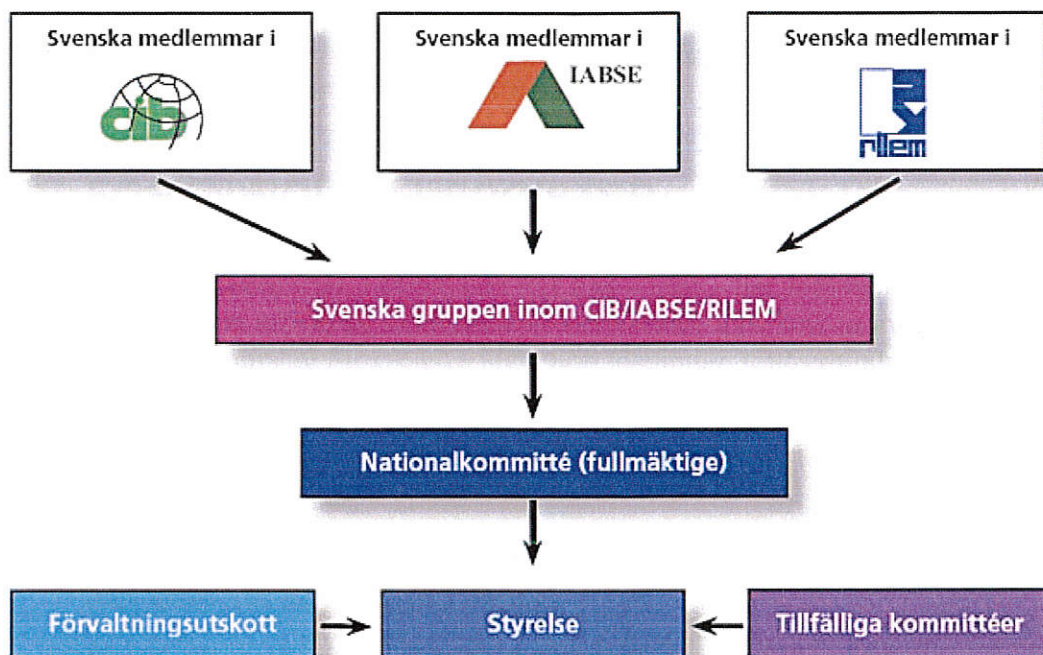 Svenska medlemmar i
cib
Svenska medlemmar i
IABSE
Svenska medlemmar i
rilem
Svenska gruppen inom CIB/IABSE/RILEM
Nationalkommitté (fullmäktige)
Förvaltningsutskott
Styrelse
Tillfälliga kommittéer